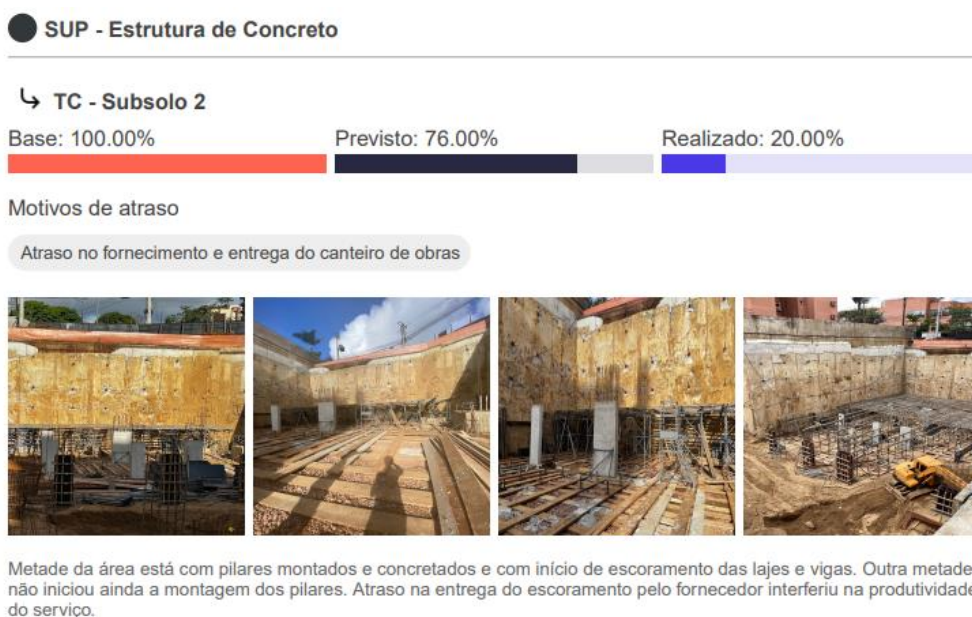 SUP - Estrutura de Concreto
TC - Subsolo 2
Base: 100.00%
Previsto: 76.00%
Realizado: 20.00%
Motivos de atraso
Atraso no fornecimento e entrega do canteiro de obras
Metade da área está com pilares montados e concretados e com início de escoramento das lajes e vigas. Outra metade
não iniciou ainda a montagem dos pilares. Atraso na entrega do escoramento pelo fornecedor interferiu na produtividade
do serviço.